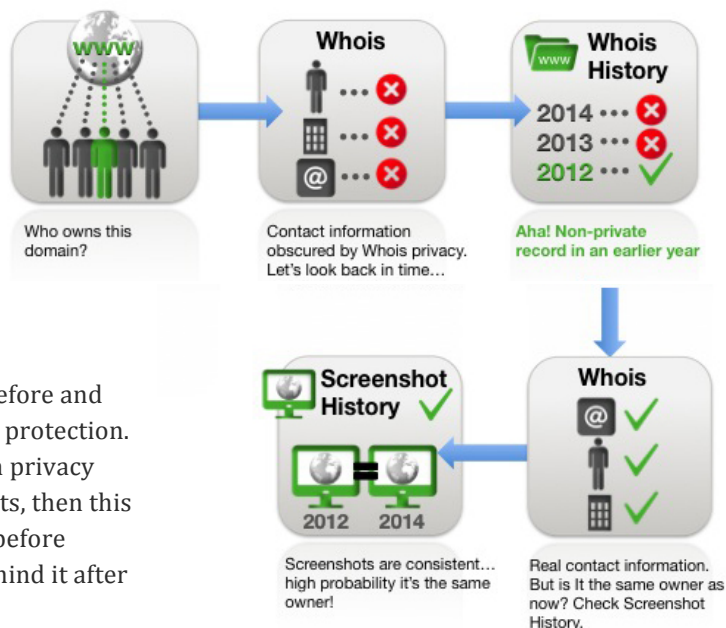 www
Who owns this
domain?
Whois
@
Contact information
obscured by Whois privacy.
Let's look back in time...
www
Whois
History
2014 •••
2013 •••
2012 •••
Aha! Non-private
record in an earlier year
Whois
@
Real contact information.
But is It the same owner as
now? Check Screenshot
History.
Screenshot
History
=
2012 2014
Screenshots are consistent...
high probability it's the same
owner!
efore and
protection.
privacy
ts, then this
before
ind it after